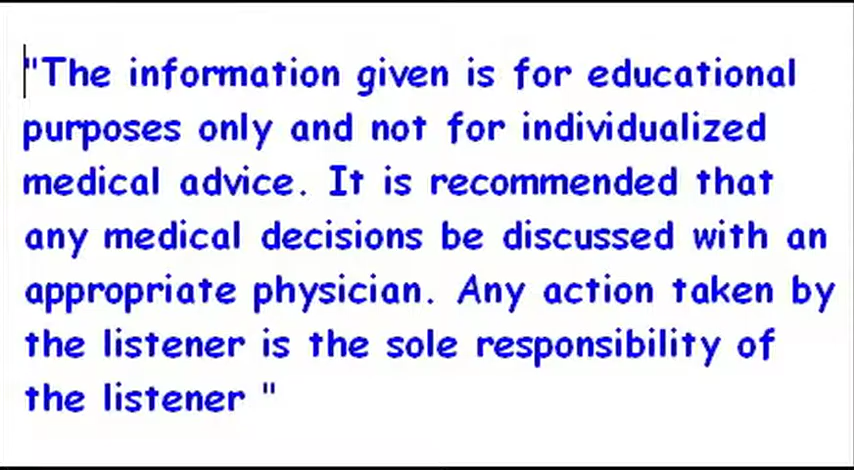 "The information given is for educational
purposes only and not for individualized
medical advice. It is recommended that
any medical decisions be discussed with an
appropriate physician. Any action taken by
the listener is the sole responsibility of
the listener "